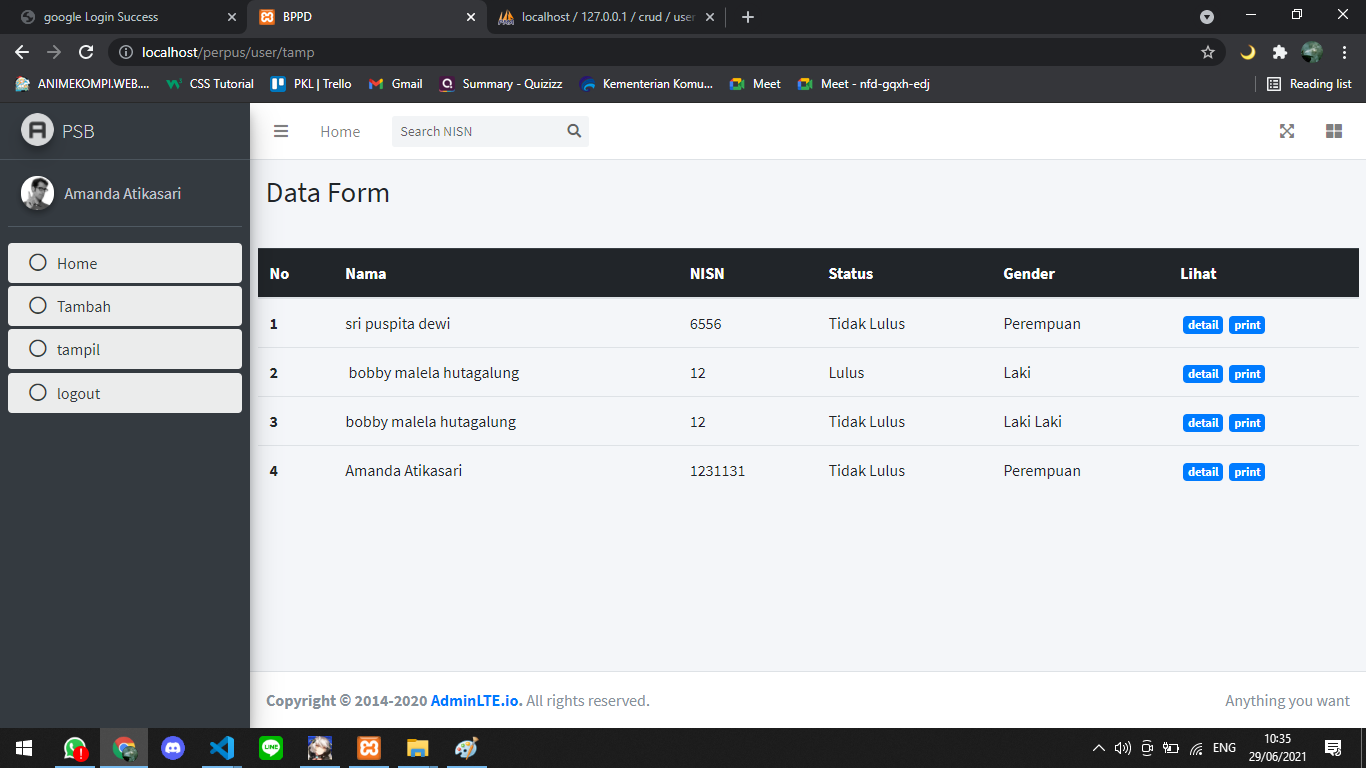 google Login Success
BPPD
localhost / 127.0.0.1 / crud / user
localhost/perpus/user/tamp
ANIMEKOMPI.WEB.... CSS Tutorial PKL | Trello Gmail Summary - Quizizz Kementerian Komu... Meet Meet - nfd-gqxh-edj Reading list
PSB
Home
Search NISN
Amanda Atikasari
Home
Tambah
tampil
logout
Data Form
No Nama NISN Status Gender Lihat
1 sri puspita dewi 6556 Tidak Lulus Perempuan detail print
2 bobby malela hutagalung 12 Lulus Laki detail print
3 bobby malela hutagalung 12 Tidak Lulus Laki Laki detail print
4 Amanda Atikasari 1231131 Tidak Lulus Perempuan detail print
Copyright © 2014-2020 AdminLTE.io. All rights reserved.
Anything you want
LINE
ENG
10:35
29/06/2021